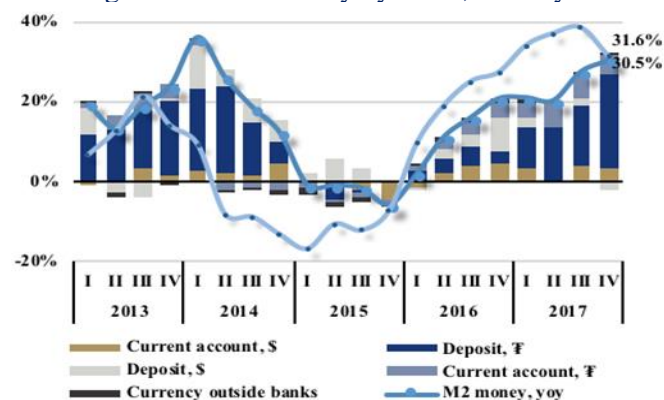 40%
31.6%
30.5%
20%
0%
-20%
I II III IV I II III IV I II III IV I II III IV I II III IV
2013 2014 2015 2016 2017
Current account, $ Deposit, ₮
Deposit, $ Current account, ₮
Currency outside banks M2 money, yoy